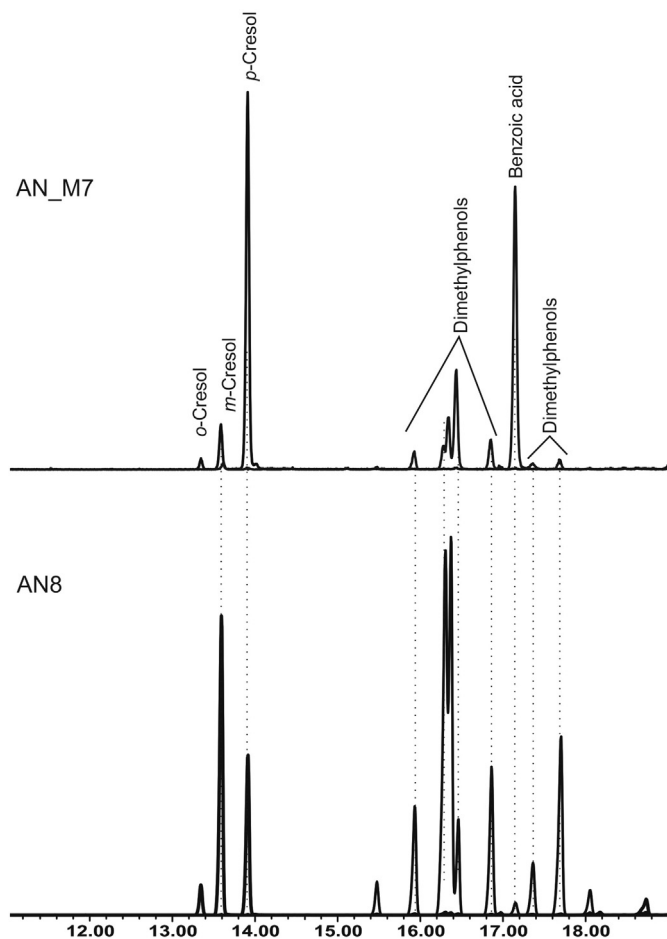 p-Cresol
Benzoic acid
AN_M7
Dimethylphenols
m-Cresol
o-Cresol
Dimethylphenols
AN8
12.00 13.00 14.00 15.00 16.00 17.00 18.00